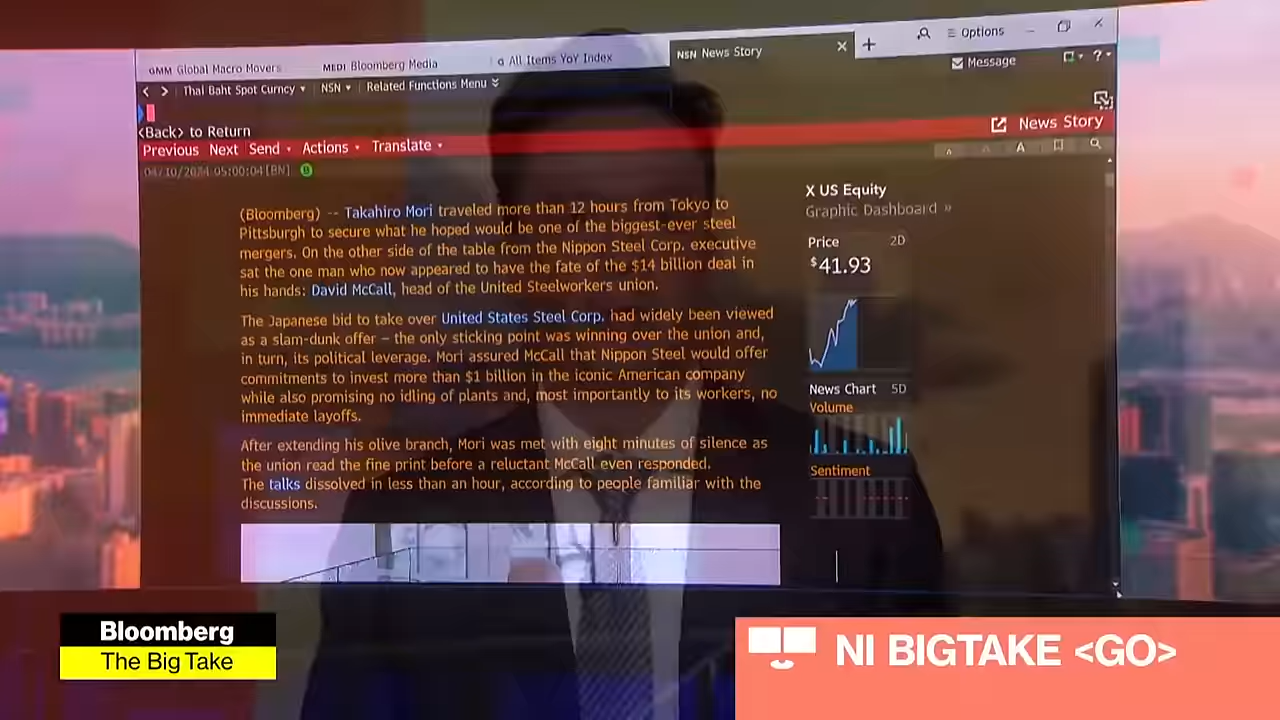 GMM Global Macro Movers
MEDI Bloomberg Media
G All Items YoY Index
NSN News Story
Options
Thai Baht Spot Curncy
NSN
Related Functions Menu
Message
<Back> to Return
News Story
Previous Next Send Actions Translate
04/10/2024 05:00:04 [BN]
(Bloomberg) -- Takahiro Mori traveled more than 12 hours from Tokyo to
Pittsburgh to secure what he hoped would be one of the biggest-ever steel
mergers. On the other side of the table from the Nippon Steel Corp. executive
sat the one man who now appeared to have the fate of the $14 billion deal in
his hands: David McCall, head of the United Steelworkers union.
The Japanese bid to take over United States Steel Corp. had widely been viewed
as a slam-dunk offer — the only sticking point was winning over the union and,
in turn, its political leverage. Mori assured McCall that Nippon Steel would offer
commitments to invest more than $1 billion in the iconic American company
while also promising no idling of plants and, most importantly to its workers, no
immediate layoffs.
After extending his olive branch, Mori was met with eight minutes of silence as
the union read the fine print before a reluctant McCall even responded.
The talks dissolved in less than an hour, according to people familiar with the
discussions.
X US Equity
Graphic Dashboard »
Price 2D
$41.93
News Chart 5D
Volume
Sentiment
Bloomberg
The Big Take
NI BIGTAKE <GO>